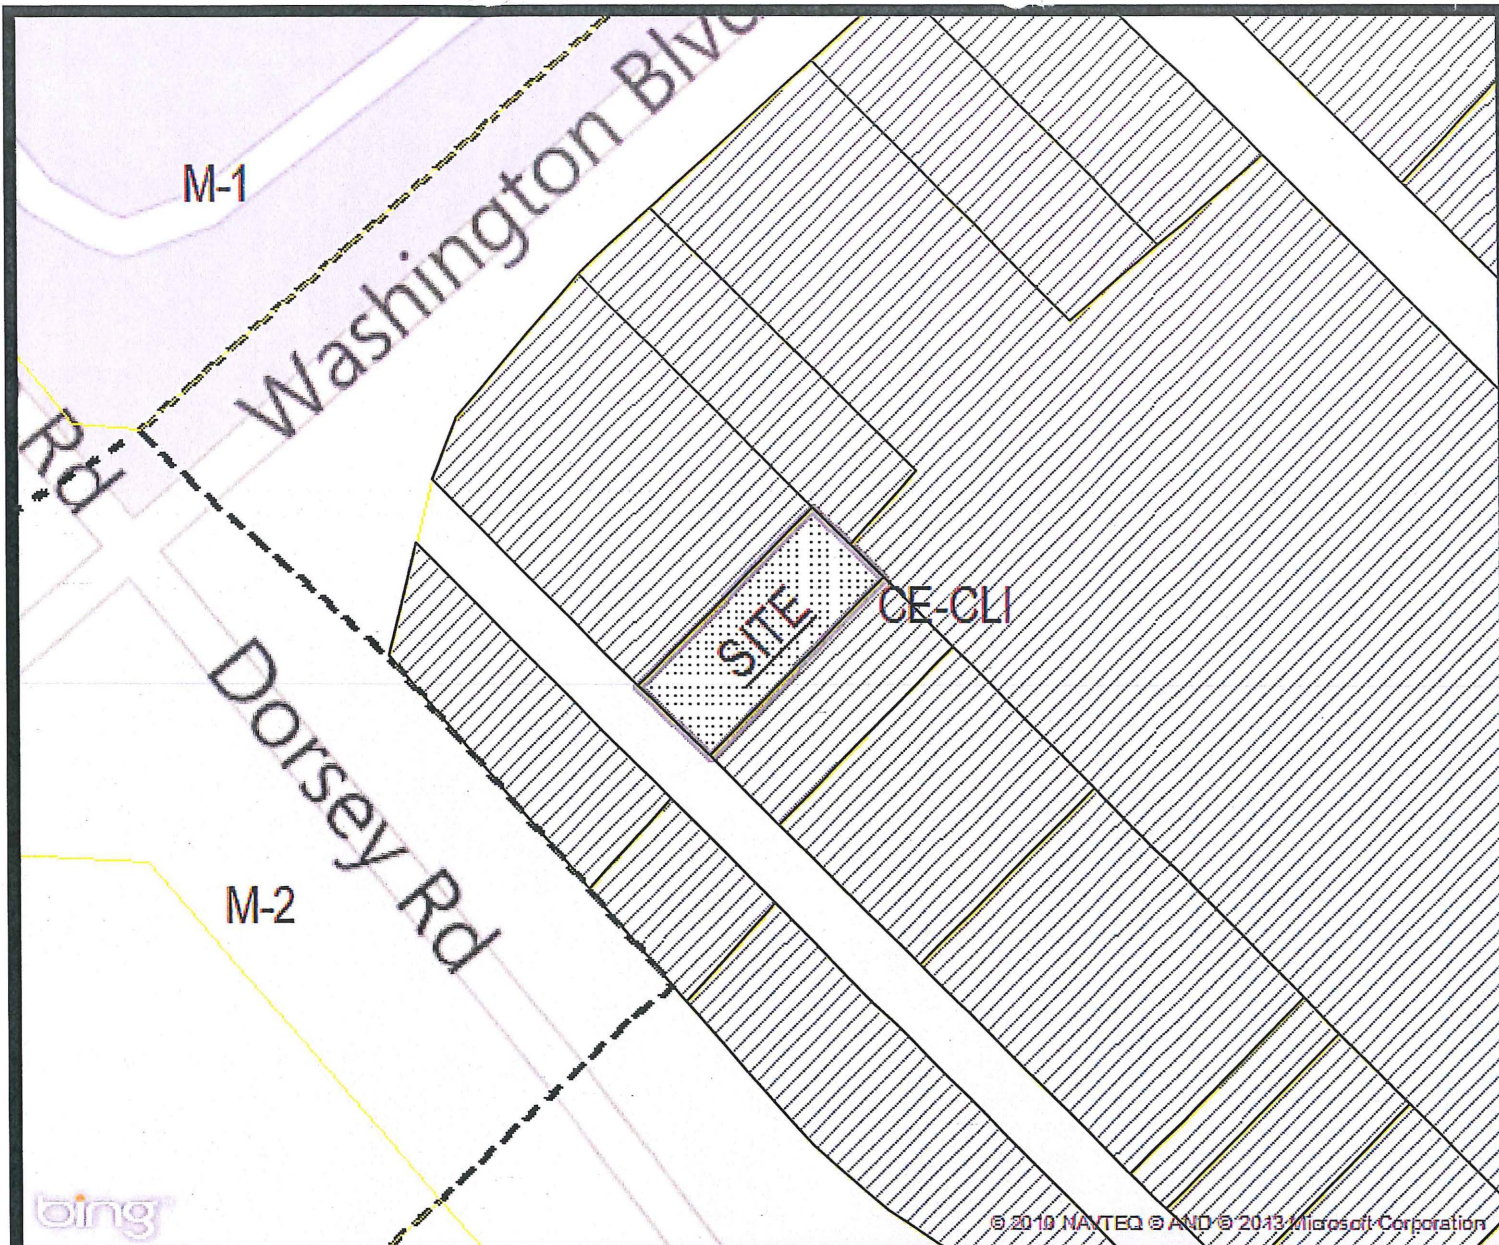 Washington Blvd
M-1
Rd
CE-CLI
SITE
Dorsey Rd
M-2
bing
© 2010 NAVTEQ © AND © 2013 Microsoft Corporation